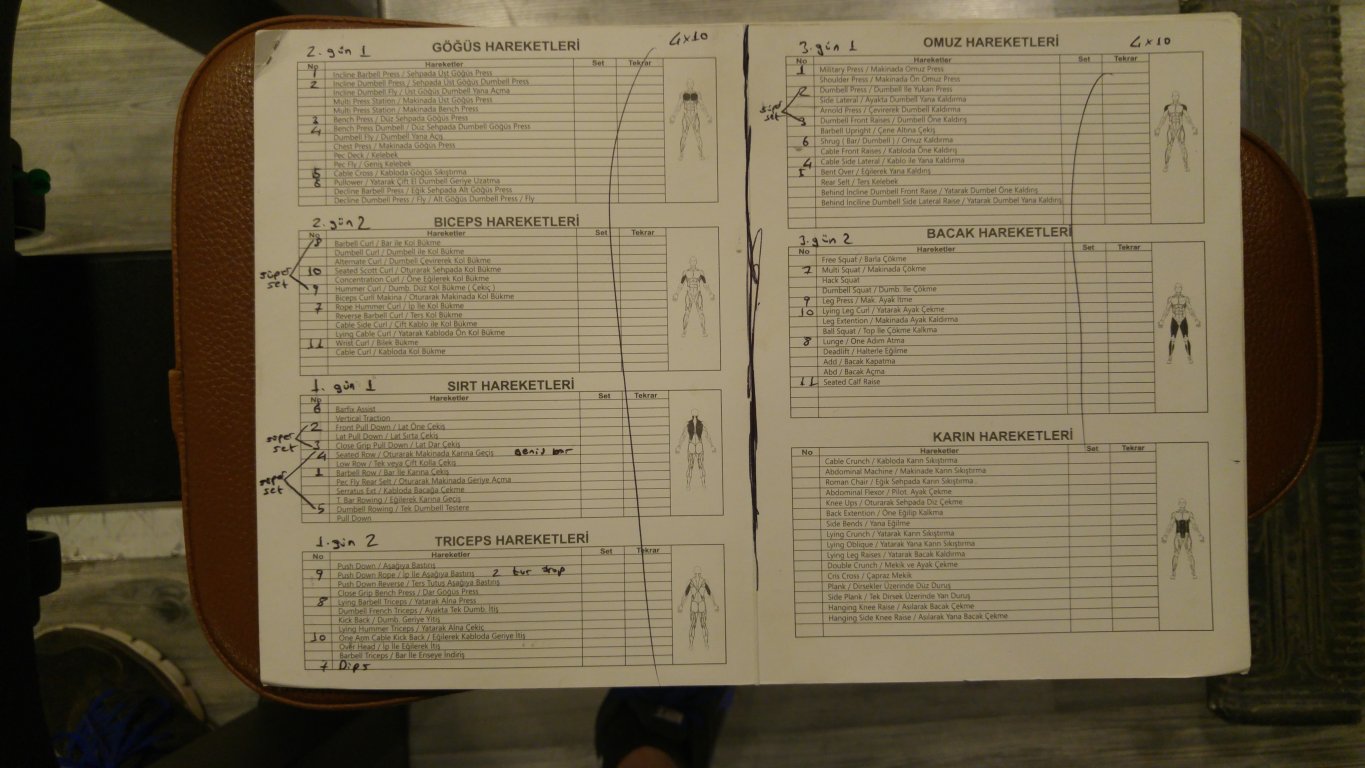 2. gün 1 GÖĞÜS HAREKETLERİ 4x10
No Hareketler Set Tekrar
1 Incline Barbell Press / Sehpada Üst Göğüs Press
2 Incline Dumbell Press / Sehpada Üst Göğüs Dumbell Press
Incline Dumbell Fly / Üst Göğüs Dumbell Yana Açma
Multi Press Station / Makinada Üst Göğüs Press
Multi Press Station / Makinada Bench Press
3 Bench Press / Düz Sehpada Göğüs Press
4 Bench Press Dumbell / Düz Sehpada Dumbell Göğüs Press
Dumbell Fly / Dumbell Yana Açış
Chest Press / Makinada Göğüs Press
Pec Deck / Kelebek
Pec Fly / Geniş Kelebek
5 Cable Cross / Kabloda Göğüs Sıkıştırma
6 Pullower / Yatarak Çift El Dumbell Geriye Uzatma
Decline Barbell Press / Eğik Sehpada Alt Göğüs Press
Decline Dumbell Press / Fly / Alt Göğüs Dumbell Press / Fly
2. gün 2 BICEPS HAREKETLERİ
No Hareketler Set Tekrar
8 Barbell Curl / Bar ile Kol Bükme
Dumbell Curl / Dumbell ile Kol Bükme
Alternate Curl / Dumbell Çevirerek Kol Bükme
süper set
10 Seated Scott Curl / Oturarak Sehpada Kol Bükme
Concentration Curl / Öne Eğilerek Kol Bükme
9 Hummer Curl / Dumb. Düz Kol Bükme ( Çekiç )
Biceps Curll Makina / Oturarak Makinada Kol Bükme
7 Rope Hummer Curl / İp İle Kol Bükme
Reverse Barbell Curl / Ters Kol Bükme
Cable Side Curl / Çift Kablo ile Kol Bükme
Lying Cable Curl / Yatarak Kabloda Ön Kol Bükme
11 Wrist Curl / Bilek Bükme
Cable Curl / Kabloda Kol Bükme
1. gün 1 SIRT HAREKETLERİ
No Hareketler Set Tekrar
6 Barfix Assist
Vertical Traction
2 Front Pull Down / Lat Öne Çekiş
süper set
Lat Pull Down / Lat Sırta Çekiş
3 Close Grip Pull Down / Lat Dar Çekiş
4 Seated Row / Oturarak Makinada Karına Geçiş geniş bar
Low Row / Tek veya Çift Kolla Çekiş
1 Barbell Row / Bar İle Karına Çekiş
süper set
Pec Fly Rear Selt / Oturarak Makinada Geriye Açma
Serratus Ext / Kabloda Bacağa Çekme
T. Bar Rowing / Eğilerek Karına Geçiş
5 Dumbell Rowing / Tek Dumbell Testere
Pull Down
1. gün 2 TRICEPS HAREKETLERİ
No Hareketler Set Tekrar
Push Down / Aşağıya Bastırış
9 Push Down Rope / İp İle Aşağıya Bastırış 2 tur drop
Push Down Reverse / Ters Tutuş Aşağıya Bastırış
Close Grip Bench Press / Dar Göğüs Press
8 Lying Barbell Triceps / Yatarak Alna Press
Dumbell French Triceps / Ayakta Tek Dumb. İtiş
Kick Back / Dumb. Geriye Yitiş
Lying Hummer Triceps / Yatarak Alna Çekiç
10 One Arm Cable Kick Back / Eğilerek Kabloda Geriye İtiş
Over Head / İp İle Eğilerek İtiş
Barbell Triceps / Bar İle Enseye İndiriş
7 Dips
3. gün 1 OMUZ HAREKETLERİ 4x10
No Hareketler Set Tekrar
1 Military Press / Makinada Omuz Press
Shoulder Press / Makinada Ön Omuz Press
2 Dumbell Press / Dumbell İle Yukarı Press
süper set
Side Lateral / Ayakta Dumbell Yana Kaldırma
Arnold Press / Çevirerek Dumbell Kaldırma
3 Dumbell Front Raises / Dumbell Öne Kaldırış
Barbell Upright / Çene Altına Çekiş
6 Shrug ( Bar/ Dumbell ) / Omuz Kaldırma
Cable Front Raises / Kabloda Öne Kaldırış
4 Cable Side Lateral / Kablo ile Yana Kaldırma
5 Bent Over / Eğilerek Yana Kaldırış
Rear Selt / Ters Kelebek
Behind Incline Dumbell Front Raise / Yatarak Dumbel Öne Kaldırış
Behind İnciline Dumbell Side Lateral Raise / Yatarak Dumbel Yana Kaldırış
3. gün 2 BACAK HAREKETLERİ
No Hareketler Set Tekrar
Free Squat / Barla Çökme
7 Multi Squat / Makinada Çökme
Hack Squat
Dumbell Squat / Dumb. İle Çökme
9 Leg Press / Mak. Ayak İtme
10 Lying Leg Curl / Yatarak Ayak Çekme
Leg Extention / Makinada Ayak Kaldırma
Ball Squat / Top İle Çökme Kalkma
8 Lunge / Öne Adım Atma
Deadlift / Halterle Eğilme
Add / Bacak Kapatma
Abd / Bacak Açma
11 Seated Calf Raise
KARIN HAREKETLERİ
No Hareketler Set Tekrar
Cable Crunch / Kabloda Karın Sıkıştırma
Abdominal Machine / Makinade Karın Sıkıştırma
Roman Chair / Eğik Sehpada Karın Sıkıştırma
Abdominal Flexor / Pilot. Ayak Çekme
Knee Ups / Oturarak Sehpada Diz Çekme
Back Extention / Öne Eğilip Kalkma
Side Bends / Yana Eğilme
Lying Crunch / Yatarak Karın Sıkıştırma
Lying Oblique / Yatarak Yana Karın Sıkıştırma
Lying Leg Raises / Yatarak Bacak Kaldırma
Double Crunch / Mekik ve Ayak Çekme
Cris Cross / Çapraz Mekik
Plank / Dirsekler Üzerinde Düz Duruş
Side Plank / Tek Dirsek Üzerinde Yan Duruş
Hanging Knee Raise / Asılarak Bacak Çekme
Hanging Side Knee Raise / Asılarak Yana Bacak Çekme